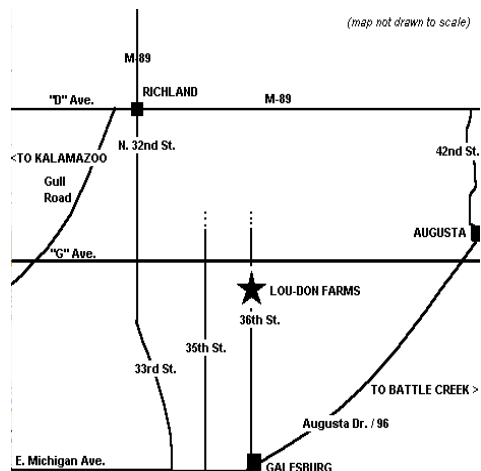 (map not drawn to scale)
M-89
RICHLAND
"D" Ave.
M-89
N. 32nd St.
42nd St.
<TO KALAMAZOO
Gull
Road
AUGUSTA
"G" Ave.
LOU-DON FARMS
36th St.
35th St.
33rd St.
TO BATTLE CREEK >
Augusta Dr. / 96
E. Michigan Ave.
GALESBURG